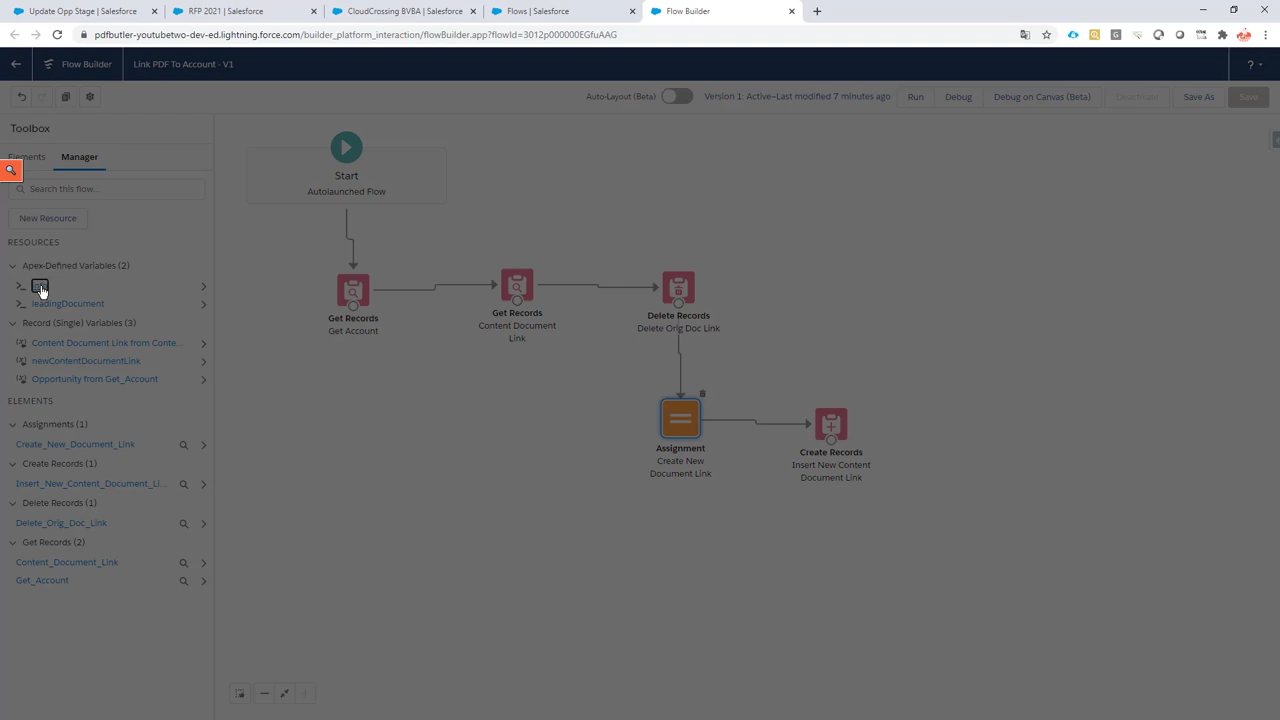 Update Opp Stage | Salesforce
RFP 2021 | Salesforce
CloudCrossing BVBA | Salesforce
Flows | Salesforce
Flow Builder
pdfbutler-youtubetwo-dev-ed.lightning.force.com/builder_platform_interaction/flowBuilder.app?flowId=3012p000000EGfuAAG
Flow Builder
Link PDF To Account - V1
?
Auto-Layout (Beta)
Version 1: Active—Last modified 7 minutes ago
Run
Debug
Debug on Canvas (Beta)
Deactivate
Save As
Save
Toolbox
Elements
Manager
Search this flow...
New Resource
RESOURCES
Apex-Defined Variables (2)
leadingDocument
Record (Single) Variables (3)
Content Document Link from Conte...
newContentDocumentLink
Opportunity from Get_Account
ELEMENTS
Assignments (1)
Create_New_Document_Link
Create Records (1)
Insert_New_Content_Document_Li...
Delete Records (1)
Delete_Orig_Doc_Link
Get Records (2)
Content_Document_Link
Get_Account
Start
Autolaunched Flow
Get Records
Get Account
Get Records
Content Document
Link
Delete Records
Delete Orig Doc Link
Assignment
Create New
Document Link
Create Records
Insert New Content
Document Link